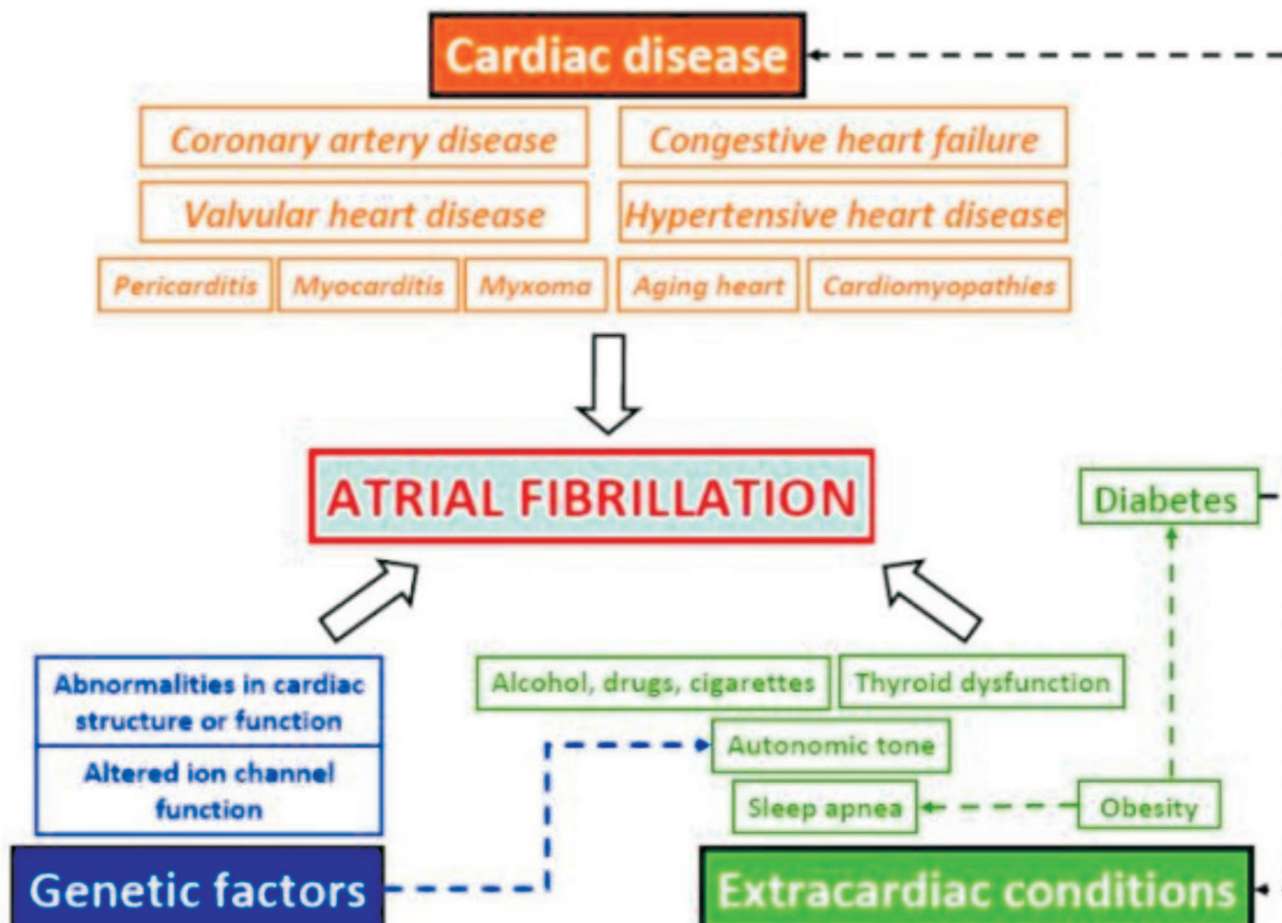 Cardiac disease
Coronary artery disease
Congestive heart failure
Valvular heart disease
Hypertensive heart disease
Pericarditis
Myocarditis
Myxoma
Aging heart
Cardiomyopathies
ATRIAL FIBRILLATION
Diabetes
Abnormalities in cardiac
structure or function
Altered ion channel
function
Genetic factors
Alcohol, drugs, cigarettes
Thyroid dysfunction
Autonomic tone
Sleep apnea
Obesity
Extracardiac conditions